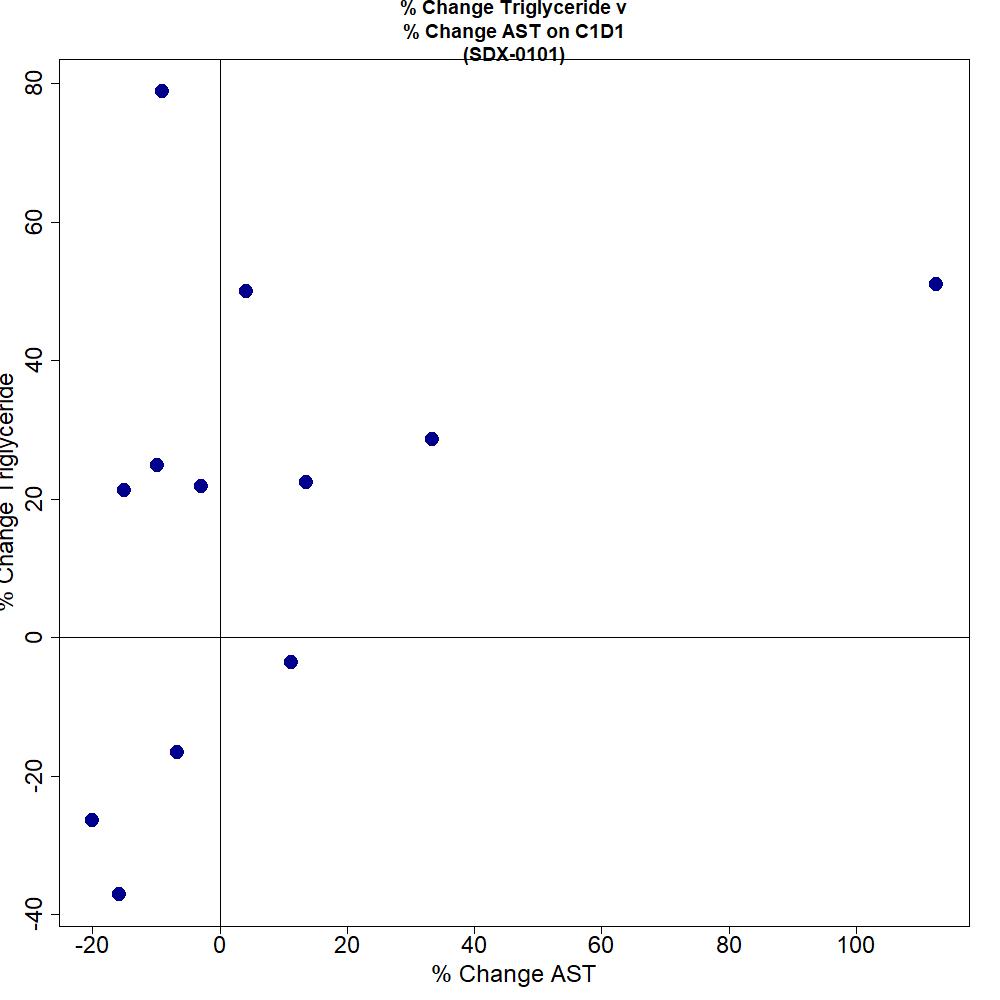 % Change Triglyceride v
% Change AST on C1D1
(SDX-0101)
80
60
40
20
0
-20
-40
% Change Triglyceride
-20 0 20 40 60 80 100
% Change AST